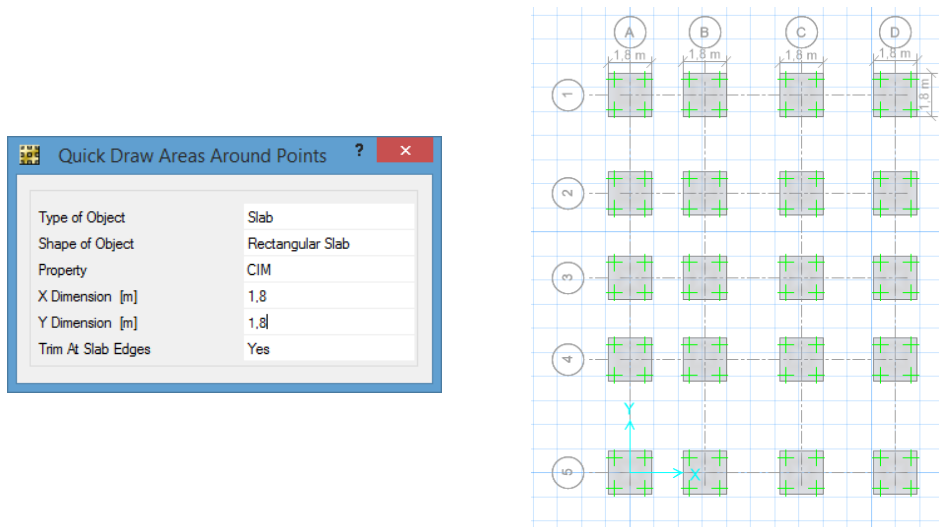 Quick Draw Areas Around Points ?
Type of Object Slab
Shape of Object Rectangular Slab
Property CIM
X Dimension [m] 1,8
Y Dimension [m] 1,8
Trim At Slab Edges Yes
A B C D
1,8 m 1,8 m 1,8 m 1,8 m
1 1,8 m
2
3
4
Y
5 X